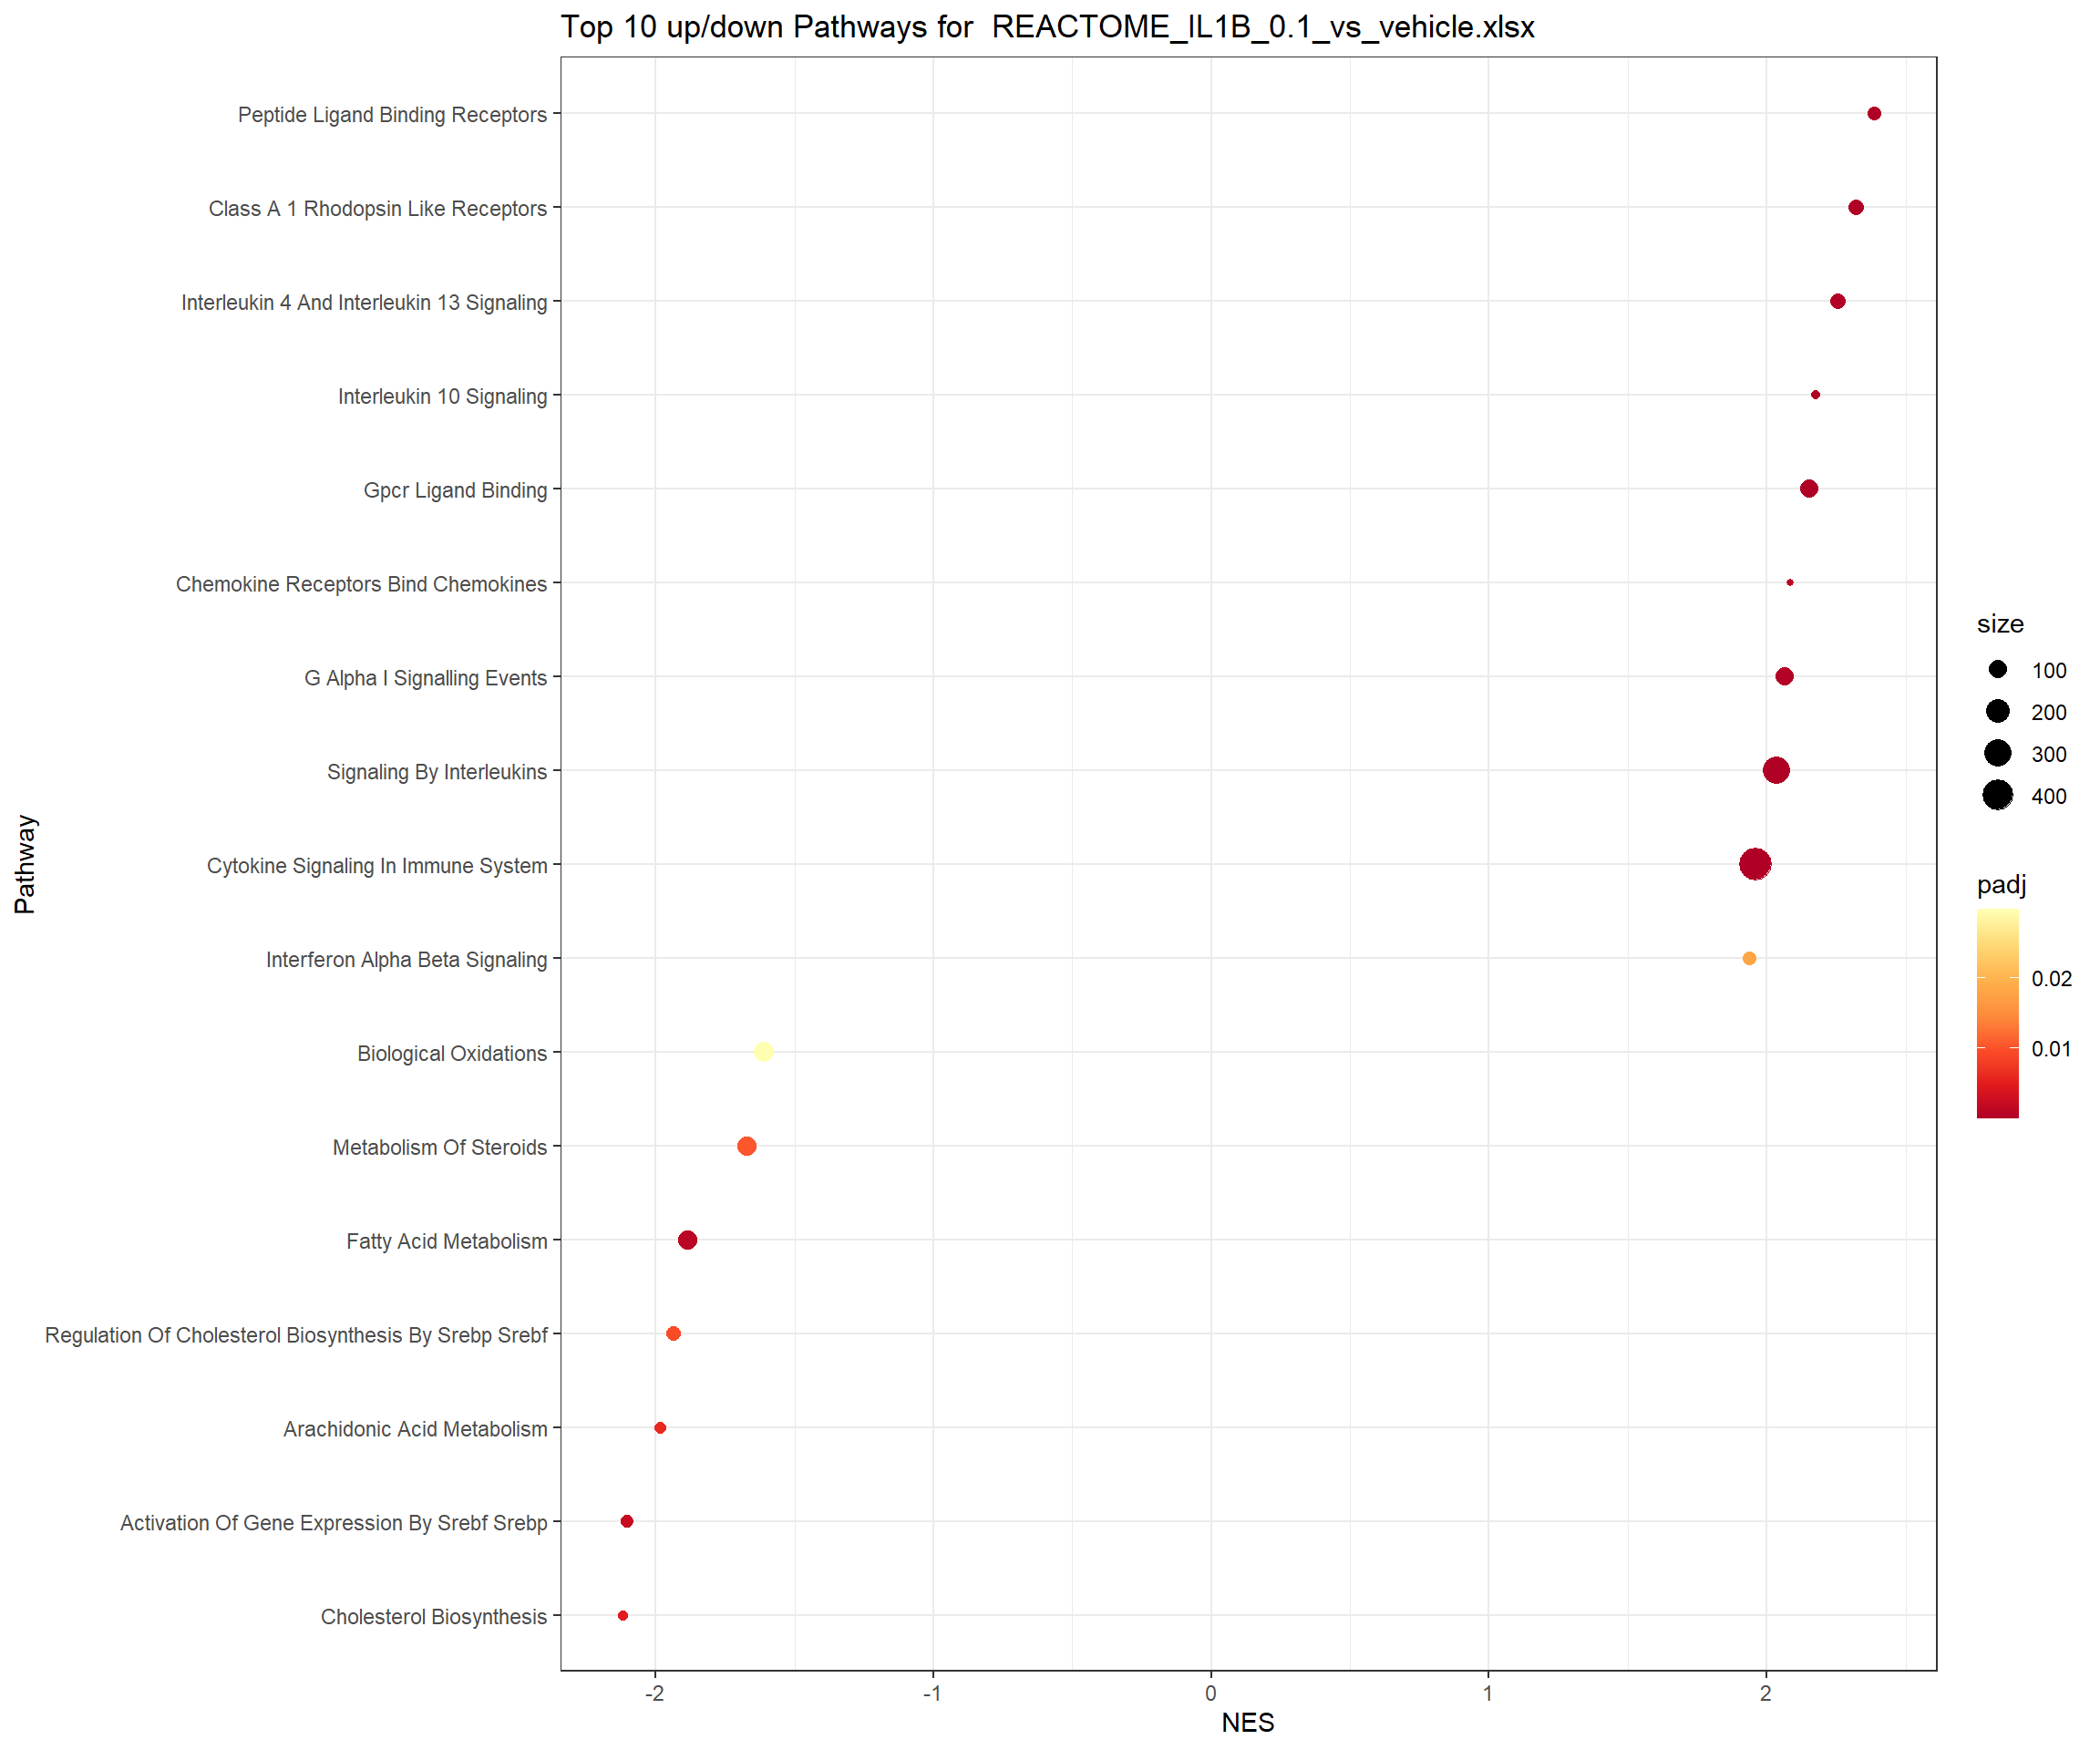 Top 10 up/down Pathways for  REACTOME_IL1B_0.1_vs_vehicle.xlsx
Pathway
Peptide Ligand Binding Receptors
Class A 1 Rhodopsin Like Receptors
Interleukin 4 And Interleukin 13 Signaling
Interleukin 10 Signaling
Gpcr Ligand Binding
Chemokine Receptors Bind Chemokines
G Alpha I Signalling Events
Signaling By Interleukins
Cytokine Signaling In Immune System
Interferon Alpha Beta Signaling
Biological Oxidations
Metabolism Of Steroids
Fatty Acid Metabolism
Regulation Of Cholesterol Biosynthesis By Srebp Srebf
Arachidonic Acid Metabolism
Activation Of Gene Expression By Srebf Srebp
Cholesterol Biosynthesis
-2 -1 0 1 2
NES
size
100
200
300
400
padj
0.02
0.01